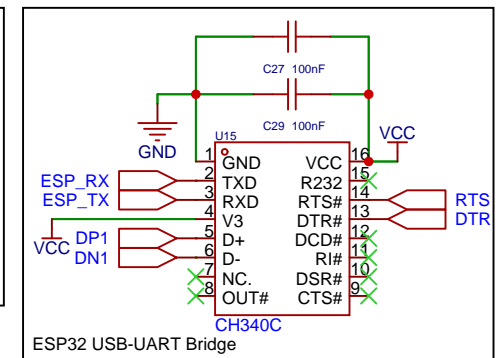 C27 100nF
C29 100nF
GND
U15
VCC
1 GND VCC 16
ESP_RX 2 TXD R232 15
ESP_TX 3 RXD RTS# 14 RTS
VCC 4 V3 DTR# 13 DTR
DP1 5 D+ DCD# 12
DN1 6 D- RI# 11
7 NC. DSR# 10
8 OUT# CTS# 9
CH340C
ESP32 USB-UART Bridge